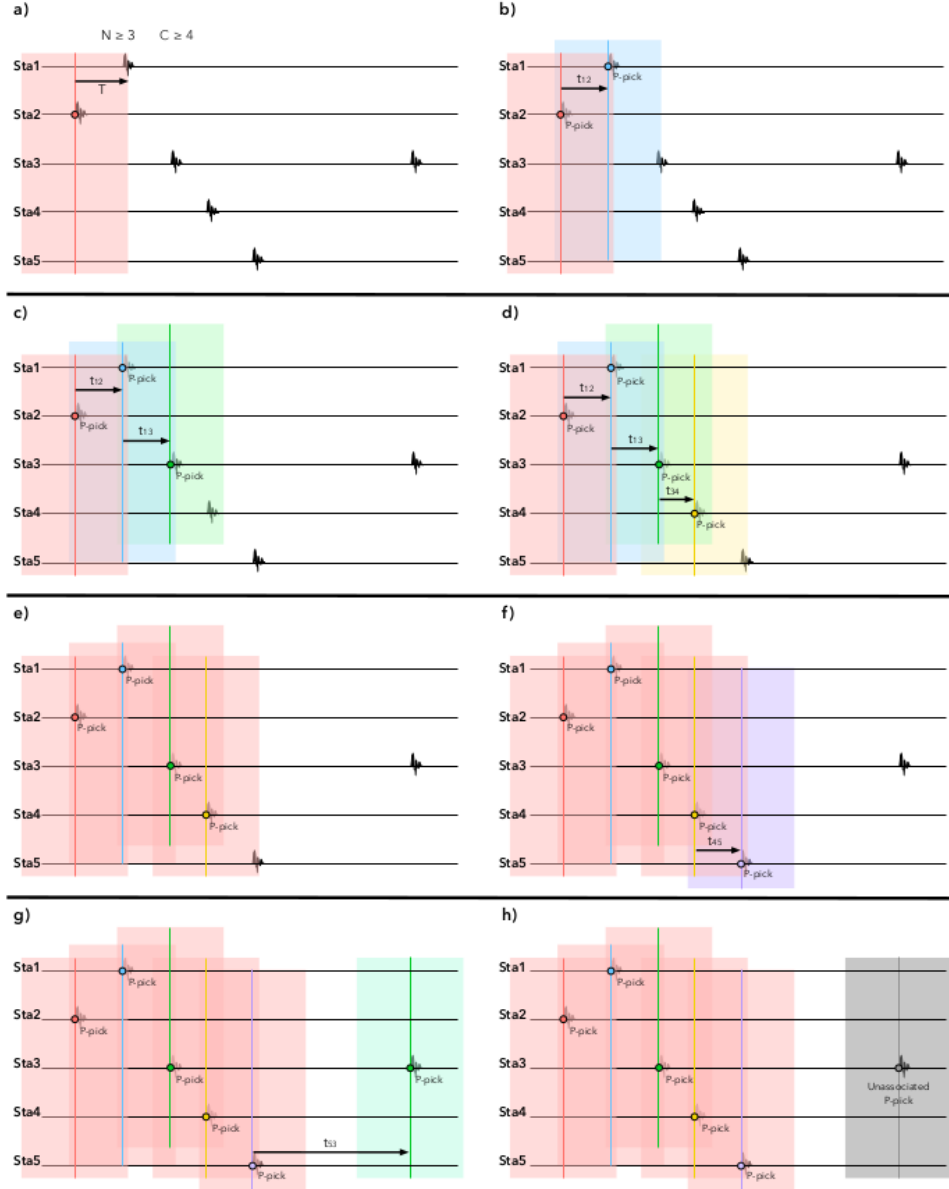 a)
N ≥ 3 C ≥ 4
Sta1
T
Sta2
Sta3
Sta4
Sta5
b)
Sta1
P-pick
t12
Sta2
P-pick
Sta3
Sta4
Sta5
c)
Sta1
P-pick
t12
Sta2
P-pick
t13
Sta3
P-pick
Sta4
Sta5
d)
Sta1
P-pick
t12
Sta2
P-pick
t13
Sta3
P-pick
t34
Sta4
P-pick
Sta5
e)
Sta1
P-pick
Sta2
P-pick
Sta3
P-pick
Sta4
P-pick
Sta5
f)
Sta1
P-pick
Sta2
P-pick
Sta3
P-pick
Sta4
P-pick
t45
Sta5
P-pick
g)
Sta1
P-pick
Sta2
P-pick
Sta3
P-pick P-pick
Sta4
P-pick
t53
Sta5
P-pick
h)
Sta1
P-pick
Sta2
P-pick
Sta3
P-pick
Unassociated
P-pick
Sta4
P-pick
Sta5
P-pick